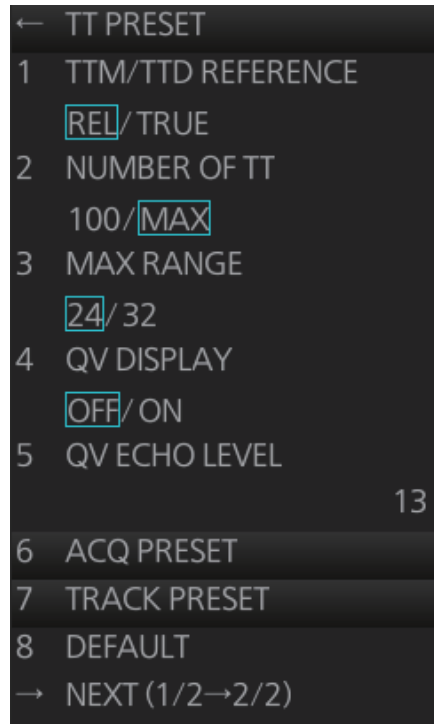 ← TT PRESET
1 TTM/TTD REFERENCE
REL/TRUE
2 NUMBER OF TT
100/MAX
3 MAX RANGE
24/32
4 QV DISPLAY
OFF/ON
5 QV ECHO LEVEL
13
6 ACQ PRESET
7 TRACK PRESET
8 DEFAULT
→ NEXT (1/2→2/2)